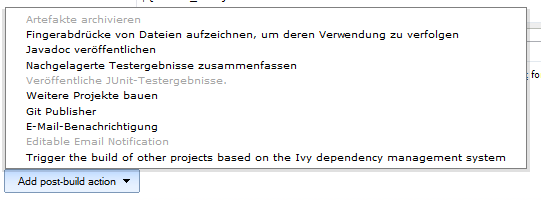 Artefakte archivieren
Fingerabdrücke von Dateien aufzeichnen, um deren Verwendung zu verfolgen
Javadoc veröffentlichen
Nachgelagerte Testergebnisse zusammenfassen
Veröffentliche JUnit-Testergebnisse.
Weitere Projekte bauen
Git Publisher
E-Mail-Benachrichtigung
Editable Email Notification
Trigger the build of other projects based on the Ivy dependency management system
Add post-build action